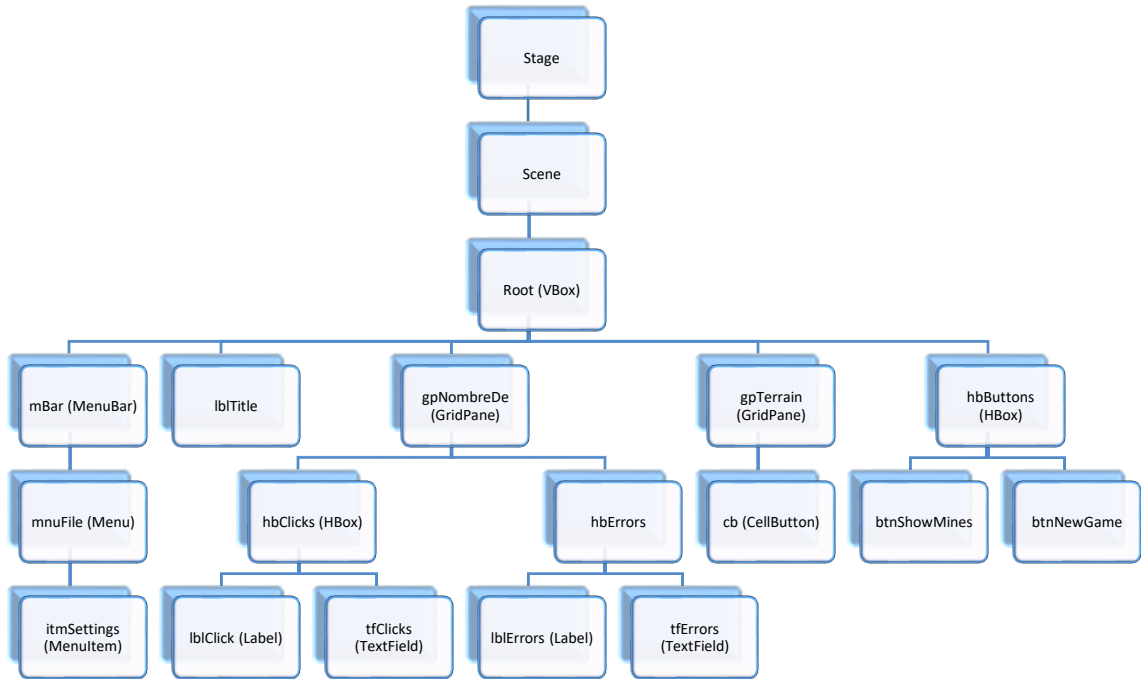 Stage
Scene
Root (VBox)
mBar (MenuBar)
lblTitle
gpNombreDe
(GridPane)
gpTerrain
(GridPane)
hbButtons
(HBox)
mnuFile (Menu)
hbClicks (HBox)
hbErrors
cb (CellButton)
btnShowMines
btnNewGame
itmSettings
(MenuItem)
lblClick (Label)
tfClicks
(TextField)
lblErrors (Label)
tfErrors
(TextField)